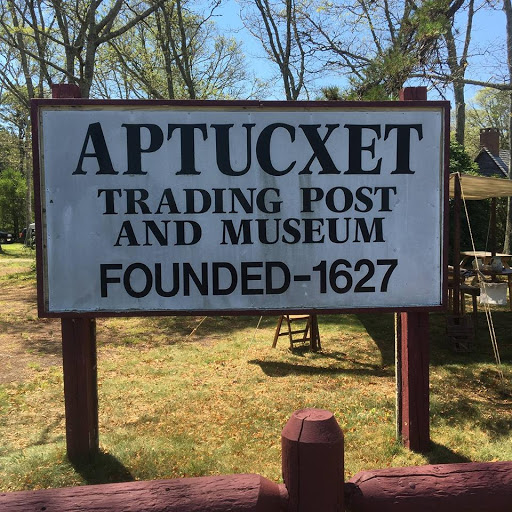 APTUCXET
TRADING POST
AND MUSEUM
FOUNDED-1627